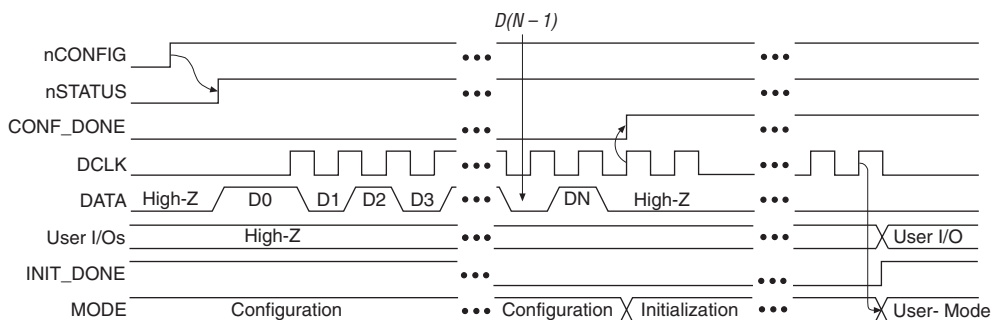 D(N – 1)
nCONFIG
nSTATUS
CONF_DONE
DCLK
DATA High-Z D0 D1 D2 D3 DN High-Z
User I/Os High-Z User I/O
INIT_DONE
MODE Configuration Configuration Initialization User- Mode